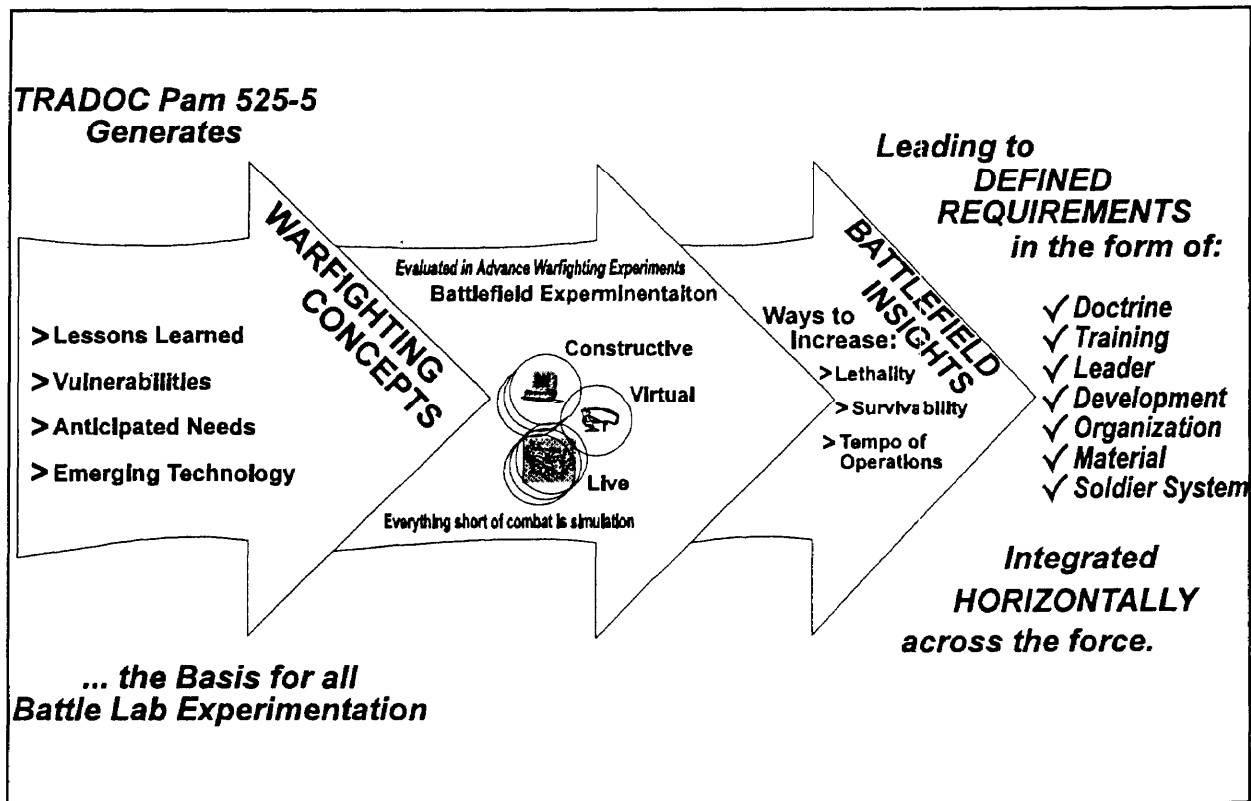 TRADOC Pam 525-5
Generates
> Lessons Learned
> Vulnerabilities
> Anticipated Needs
> Emerging Technology
WARFIGHTING
CONCEPTS
Evaluated in Advance Warfighting Experiments
Battlefield Experminentaiton
Constructive
Virtual
Live
Everything short of combat is simulation
BATTLEFIELD
INSIGHTS
Ways to
Increase:
> Lethality
> Survivability
> Tempo of
Operations
Leading to
DEFINED
REQUIREMENTS
in the form of:
✓ Doctrine
✓ Training
✓ Leader
✓ Development
✓ Organization
✓ Material
✓ Soldier System
Integrated
HORIZONTALLY
across the force.
... the Basis for all
Battle Lab Experimentation